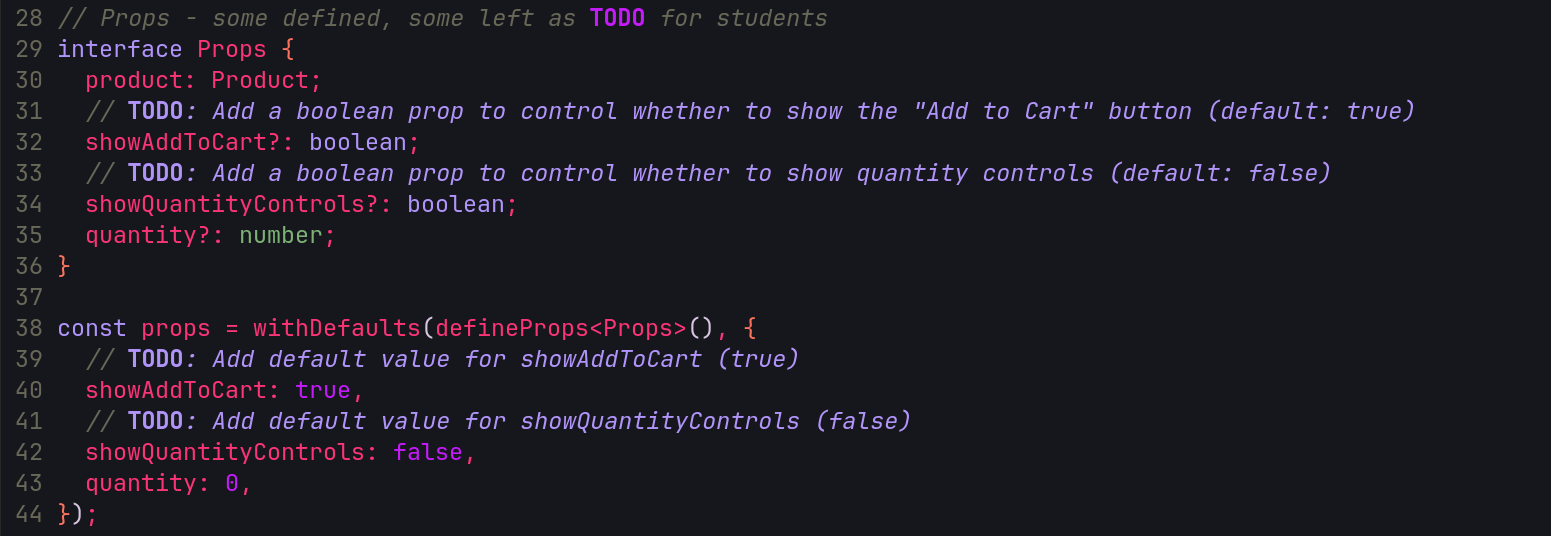 28 // Props - some defined, some left as TODO for students
29 interface Props {
30   product: Product;
31   // TODO: Add a boolean prop to control whether to show the "Add to Cart" button (default: true)
32   showAddToCart?: boolean;
33   // TODO: Add a boolean prop to control whether to show quantity controls (default: false)
34   showQuantityControls?: boolean;
35   quantity?: number;
36 }
37
38 const props = withDefaults(defineProps<Props>(), {
39   // TODO: Add default value for showAddToCart (true)
40   showAddToCart: true,
41   // TODO: Add default value for showQuantityControls (false)
42   showQuantityControls: false,
43   quantity: 0,
44 });